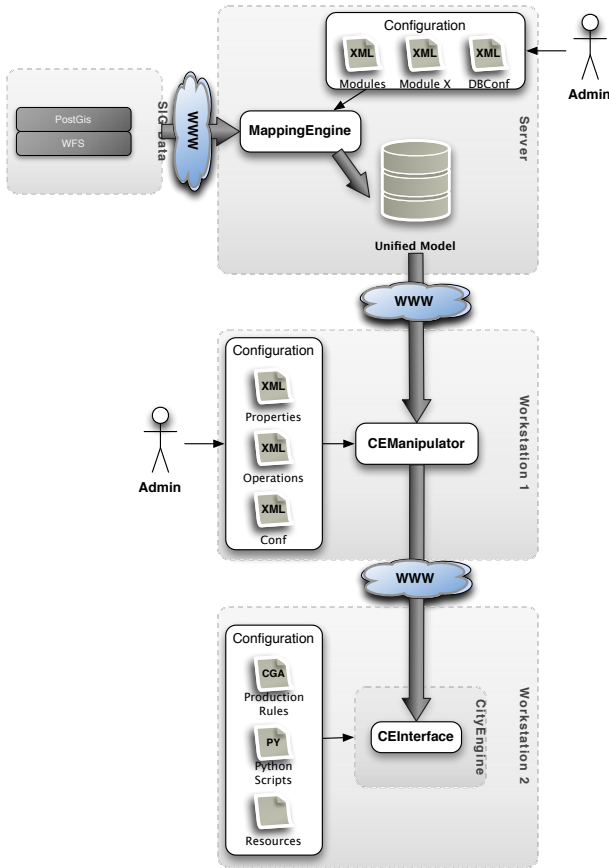 Configuration
XML
XML
XML
Modules
Module X
DBConf
Admin
PostGis
WFS
SIG Data
WWW
MappingEngine
Server
Unified Model
WWW
Configuration
XML
Properties
XML
Operations
XML
Conf
Admin
CEManipulator
Workstation 1
WWW
Configuration
CGA
Production
Rules
PY
Python
Scripts
Resources
CEInterface
CityEngine
Workstation 2